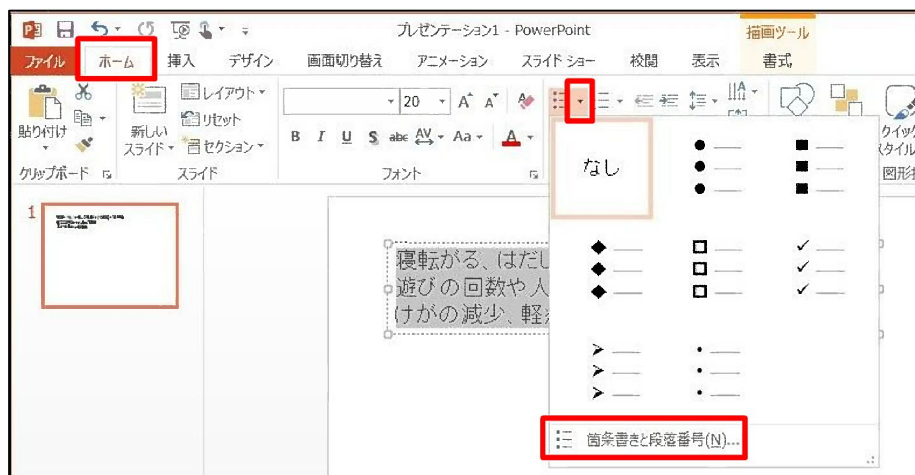 プレゼンテーション1 - PowerPoint
描画ツール
ファイル ホーム 挿入 デザイン 画面切り替え アニメーション スライド ショー 校閲 表示 書式
レイアウト
20
リセット
貼り付け
新しい
スライド
セクション
B I U S abc AV Aa A
クイック
スタイル
クリップボード スライド フォント 図形
なし
1
寝転がる、はだし
遊びの回数や人
けがの減少、軽
箇条書きと段落番号(N)...